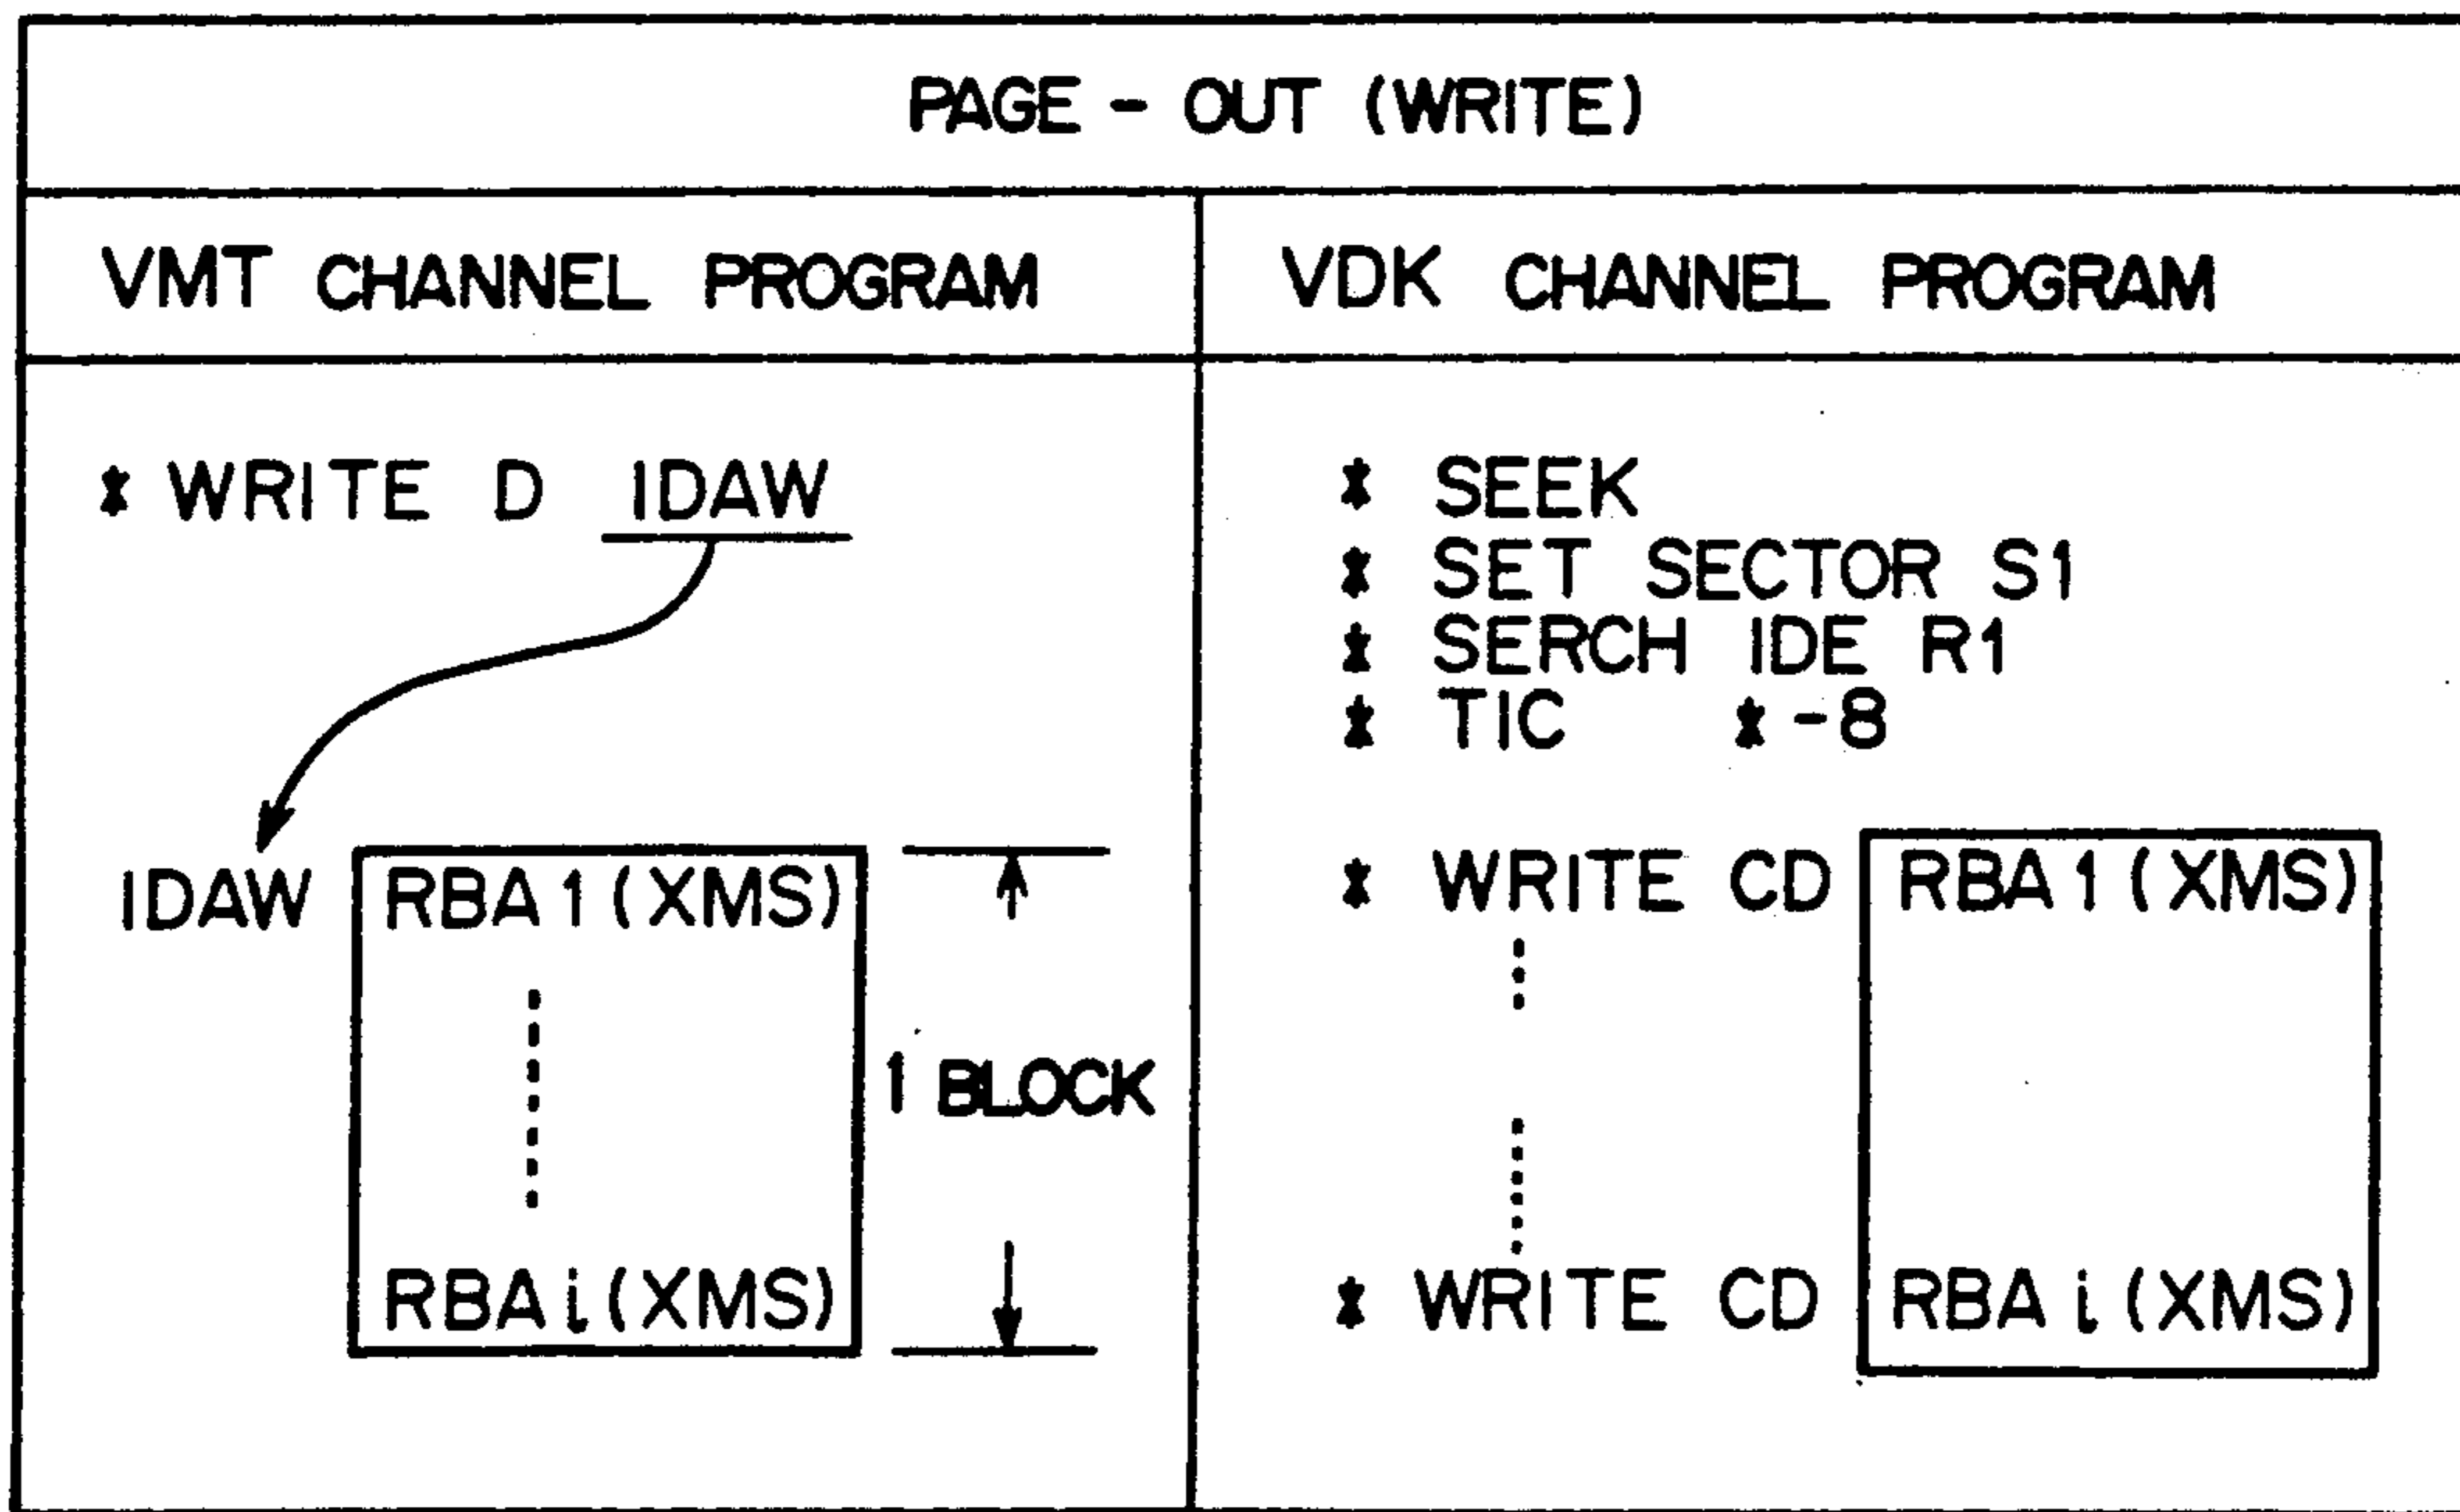 PAGE - OUT (WRITE)
VMT CHANNEL PROGRAM
VDK CHANNEL PROGRAM
* WRITE D IDAW
IDAW RBA 1 (XMS)
1 BLOCK
RBA i (XMS)
* SEEK
* SET SECTOR S1
* SERCH IDE R1
* TIC * -8
* WRITE CD RBA 1 (XMS)
* WRITE CD RBA i (XMS)